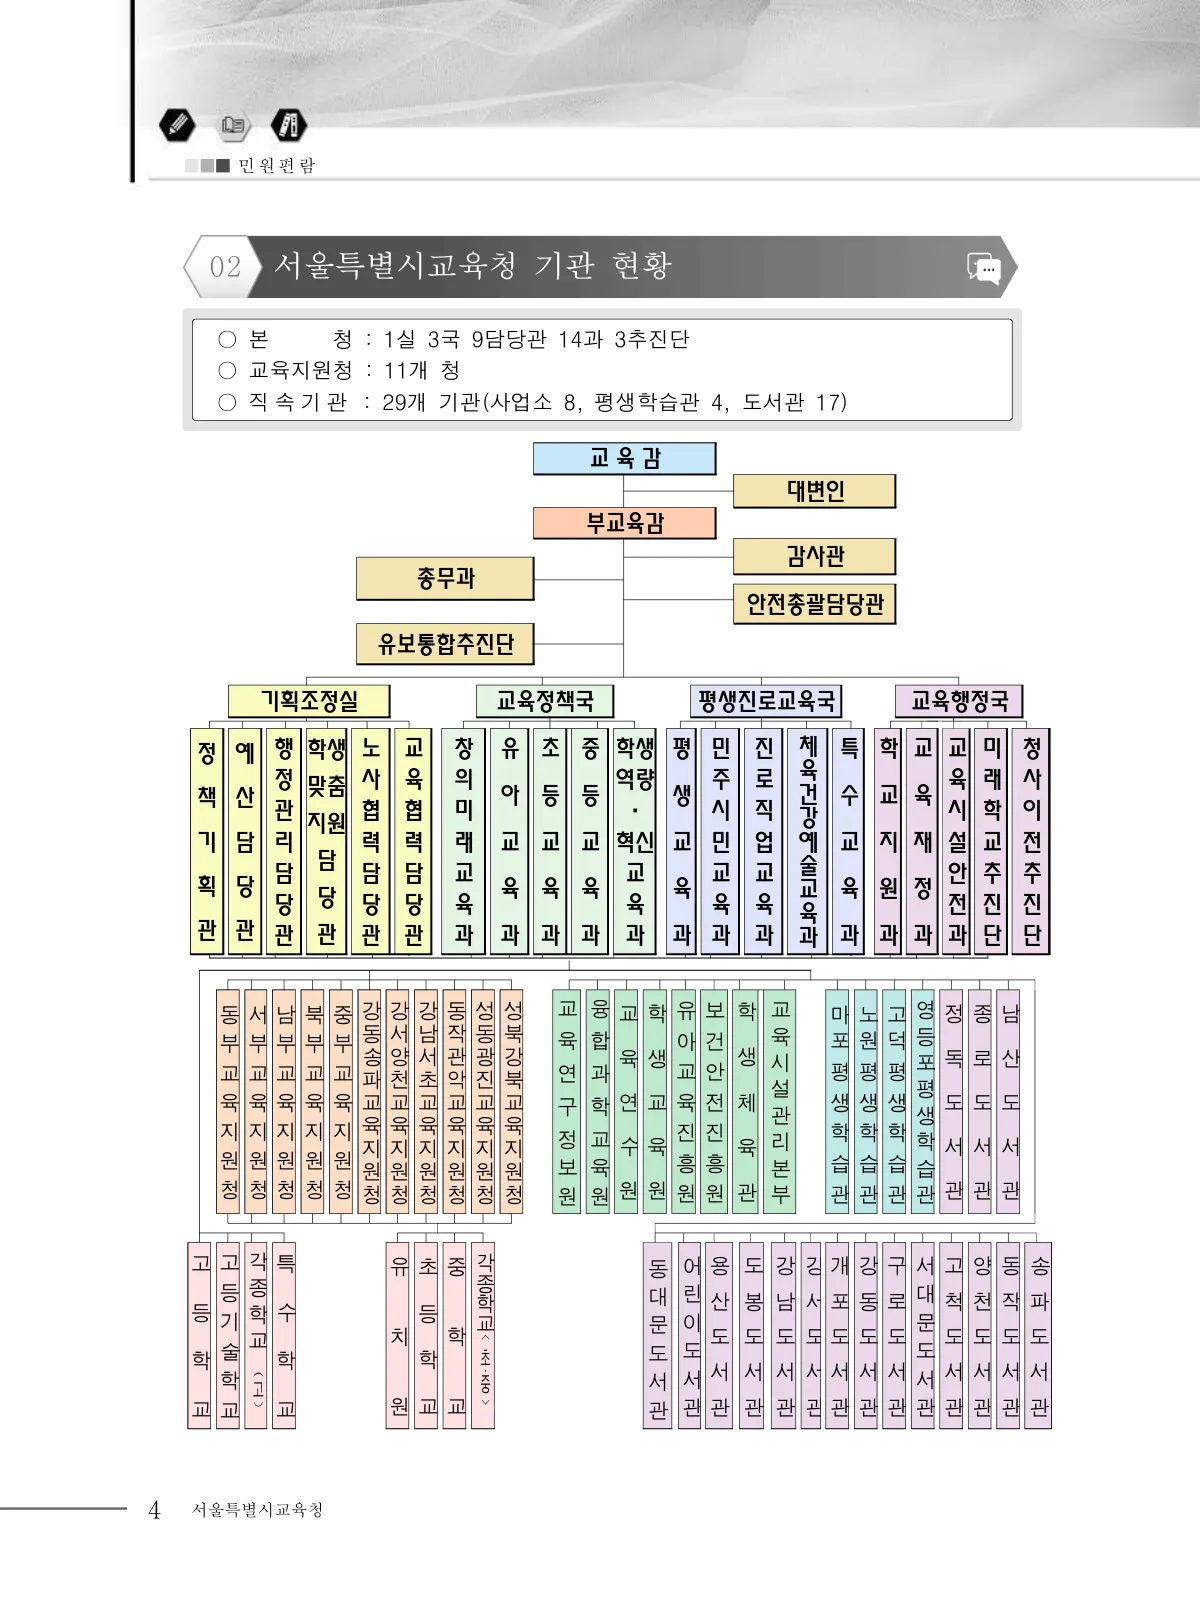 민원편람
02 서울특별시교육청 기관 현황
○ 본 청 : 1실 3국 9담당관 14과 3추진단
○ 교육지원청 : 11개 청
○ 직속기관 : 29개 기관(사업소 8, 평생학습관 4, 도서관 17)
교육감
대변인
부교육감
감사관
총무과
안전총괄담당관
유보통합추진단
기획조정실
교육정책국
평생진로교육국
교육행정국
정책기획관
예산담당관
행정관리담당관
학생맞춤지원담당관
노사협력담당관
교육협력담당관
창의미래교육과
유아교육과
초등교육과
중등교육과
학생역량·혁신교육과
평생교육과
민주시민교육과
진로직업교육과
체육건강예술교육과
특수교육과
학교지원과
교육재정과
교육시설안전과
미래학교추진단
청사이전추진단
동부교육지원청
서부교육지원청
남부교육지원청
북부교육지원청
중부교육지원청
강동송파교육지원청
강서양천교육지원청
강남서초교육지원청
동작관악교육지원청
성동광진교육지원청
성북강북교육지원청
교육연구정보원
융합과학교육원
교육연수원
학생교육원
유아교육진흥원
보건안전진흥원
학생체육관
교육시설관리본부
마포평생학습관
노원평생학습관
고덕평생학습관
영등포평생학습관
정독도서관
종로도서관
남산도서관
고등학교
고등기술학교
각종학교(고)
특수학교
유치원
초등학교
중학교
각종학교<초·중>
동대문도서관
어린이도서관
용산도서관
도봉도서관
강남도서관
강서도서관
개포도서관
강동도서관
구로도서관
서대문도서관
고척도서관
양천도서관
동작도서관
송파도서관
4 서울특별시교육청